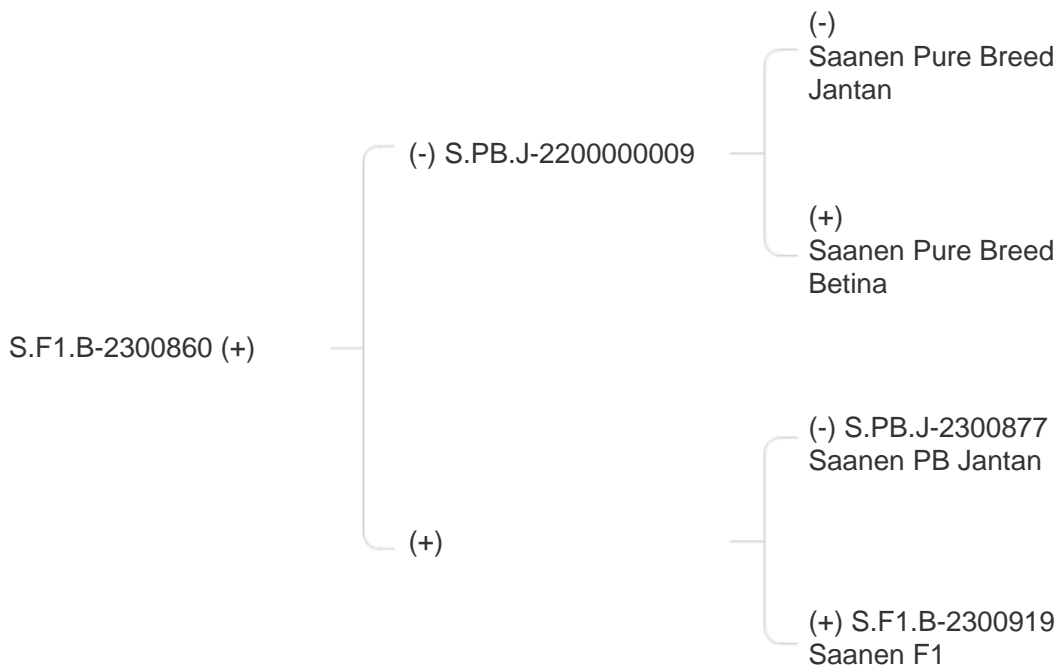 (-)
Saanen Pure Breed
Jantan
(-) S.PB.J-2200000009
(+)
Saanen Pure Breed
Betina
S.F1.B-2300860 (+)
(-) S.PB.J-2300877
Saanen PB Jantan
(+)
(+) S.F1.B-2300919
Saanen F1